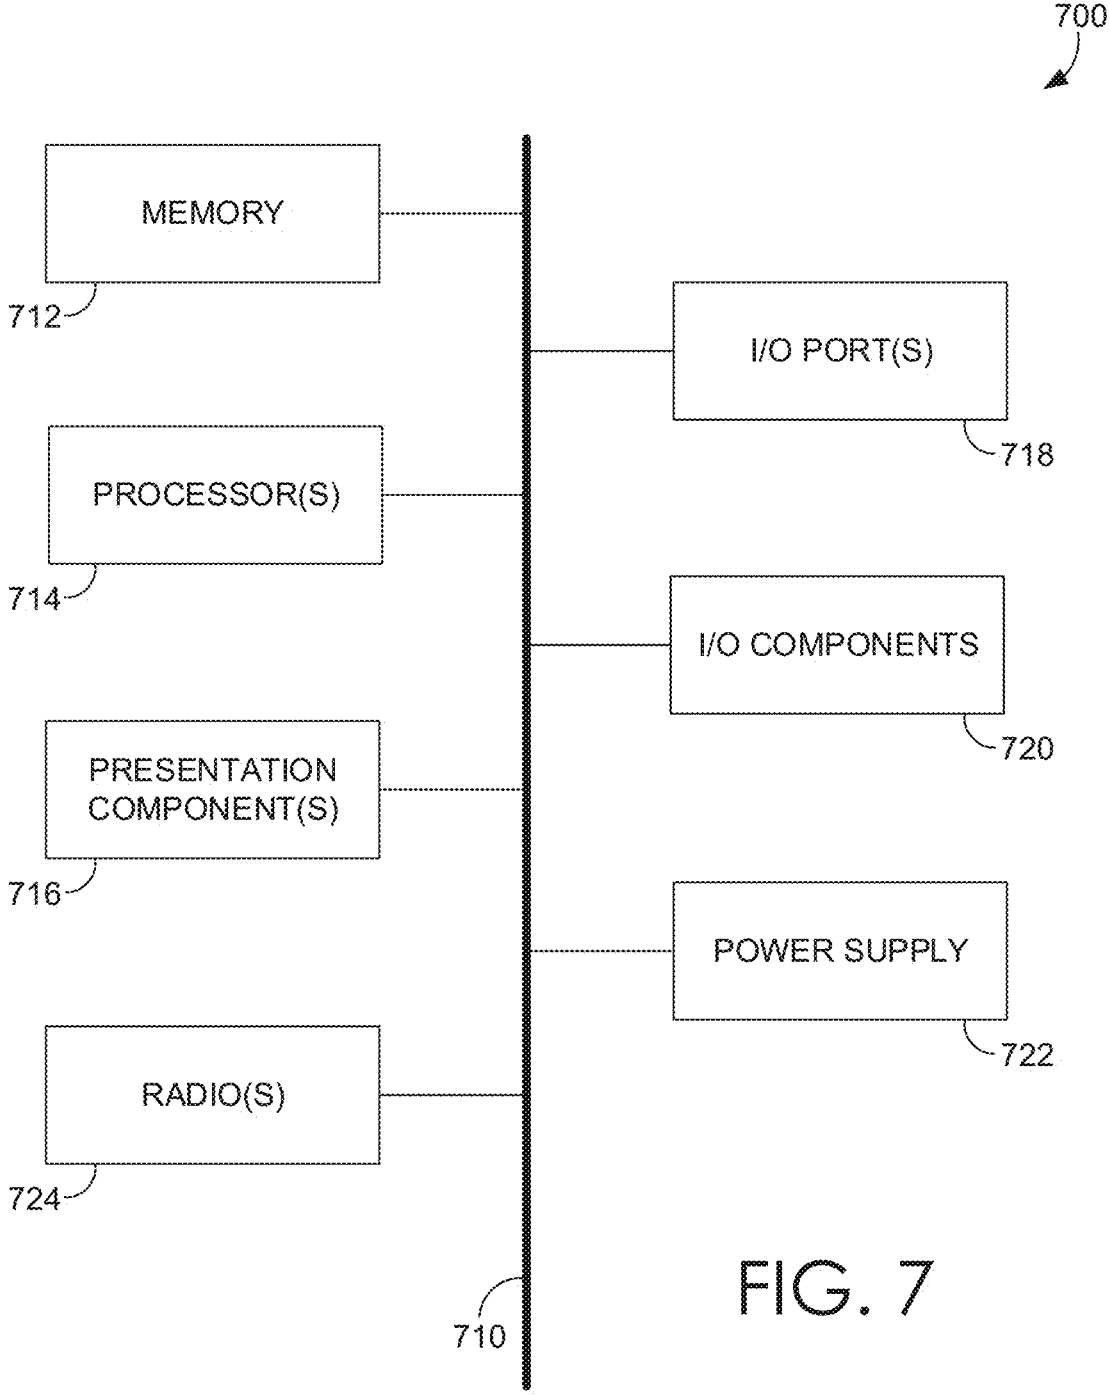 700
MEMORY
712
I/O PORT(S)
718
PROCESSOR(S)
714
I/O COMPONENTS
720
PRESENTATION
COMPONENT(S)
716
POWER SUPPLY
722
RADIO(S)
724
710
FIG. 7